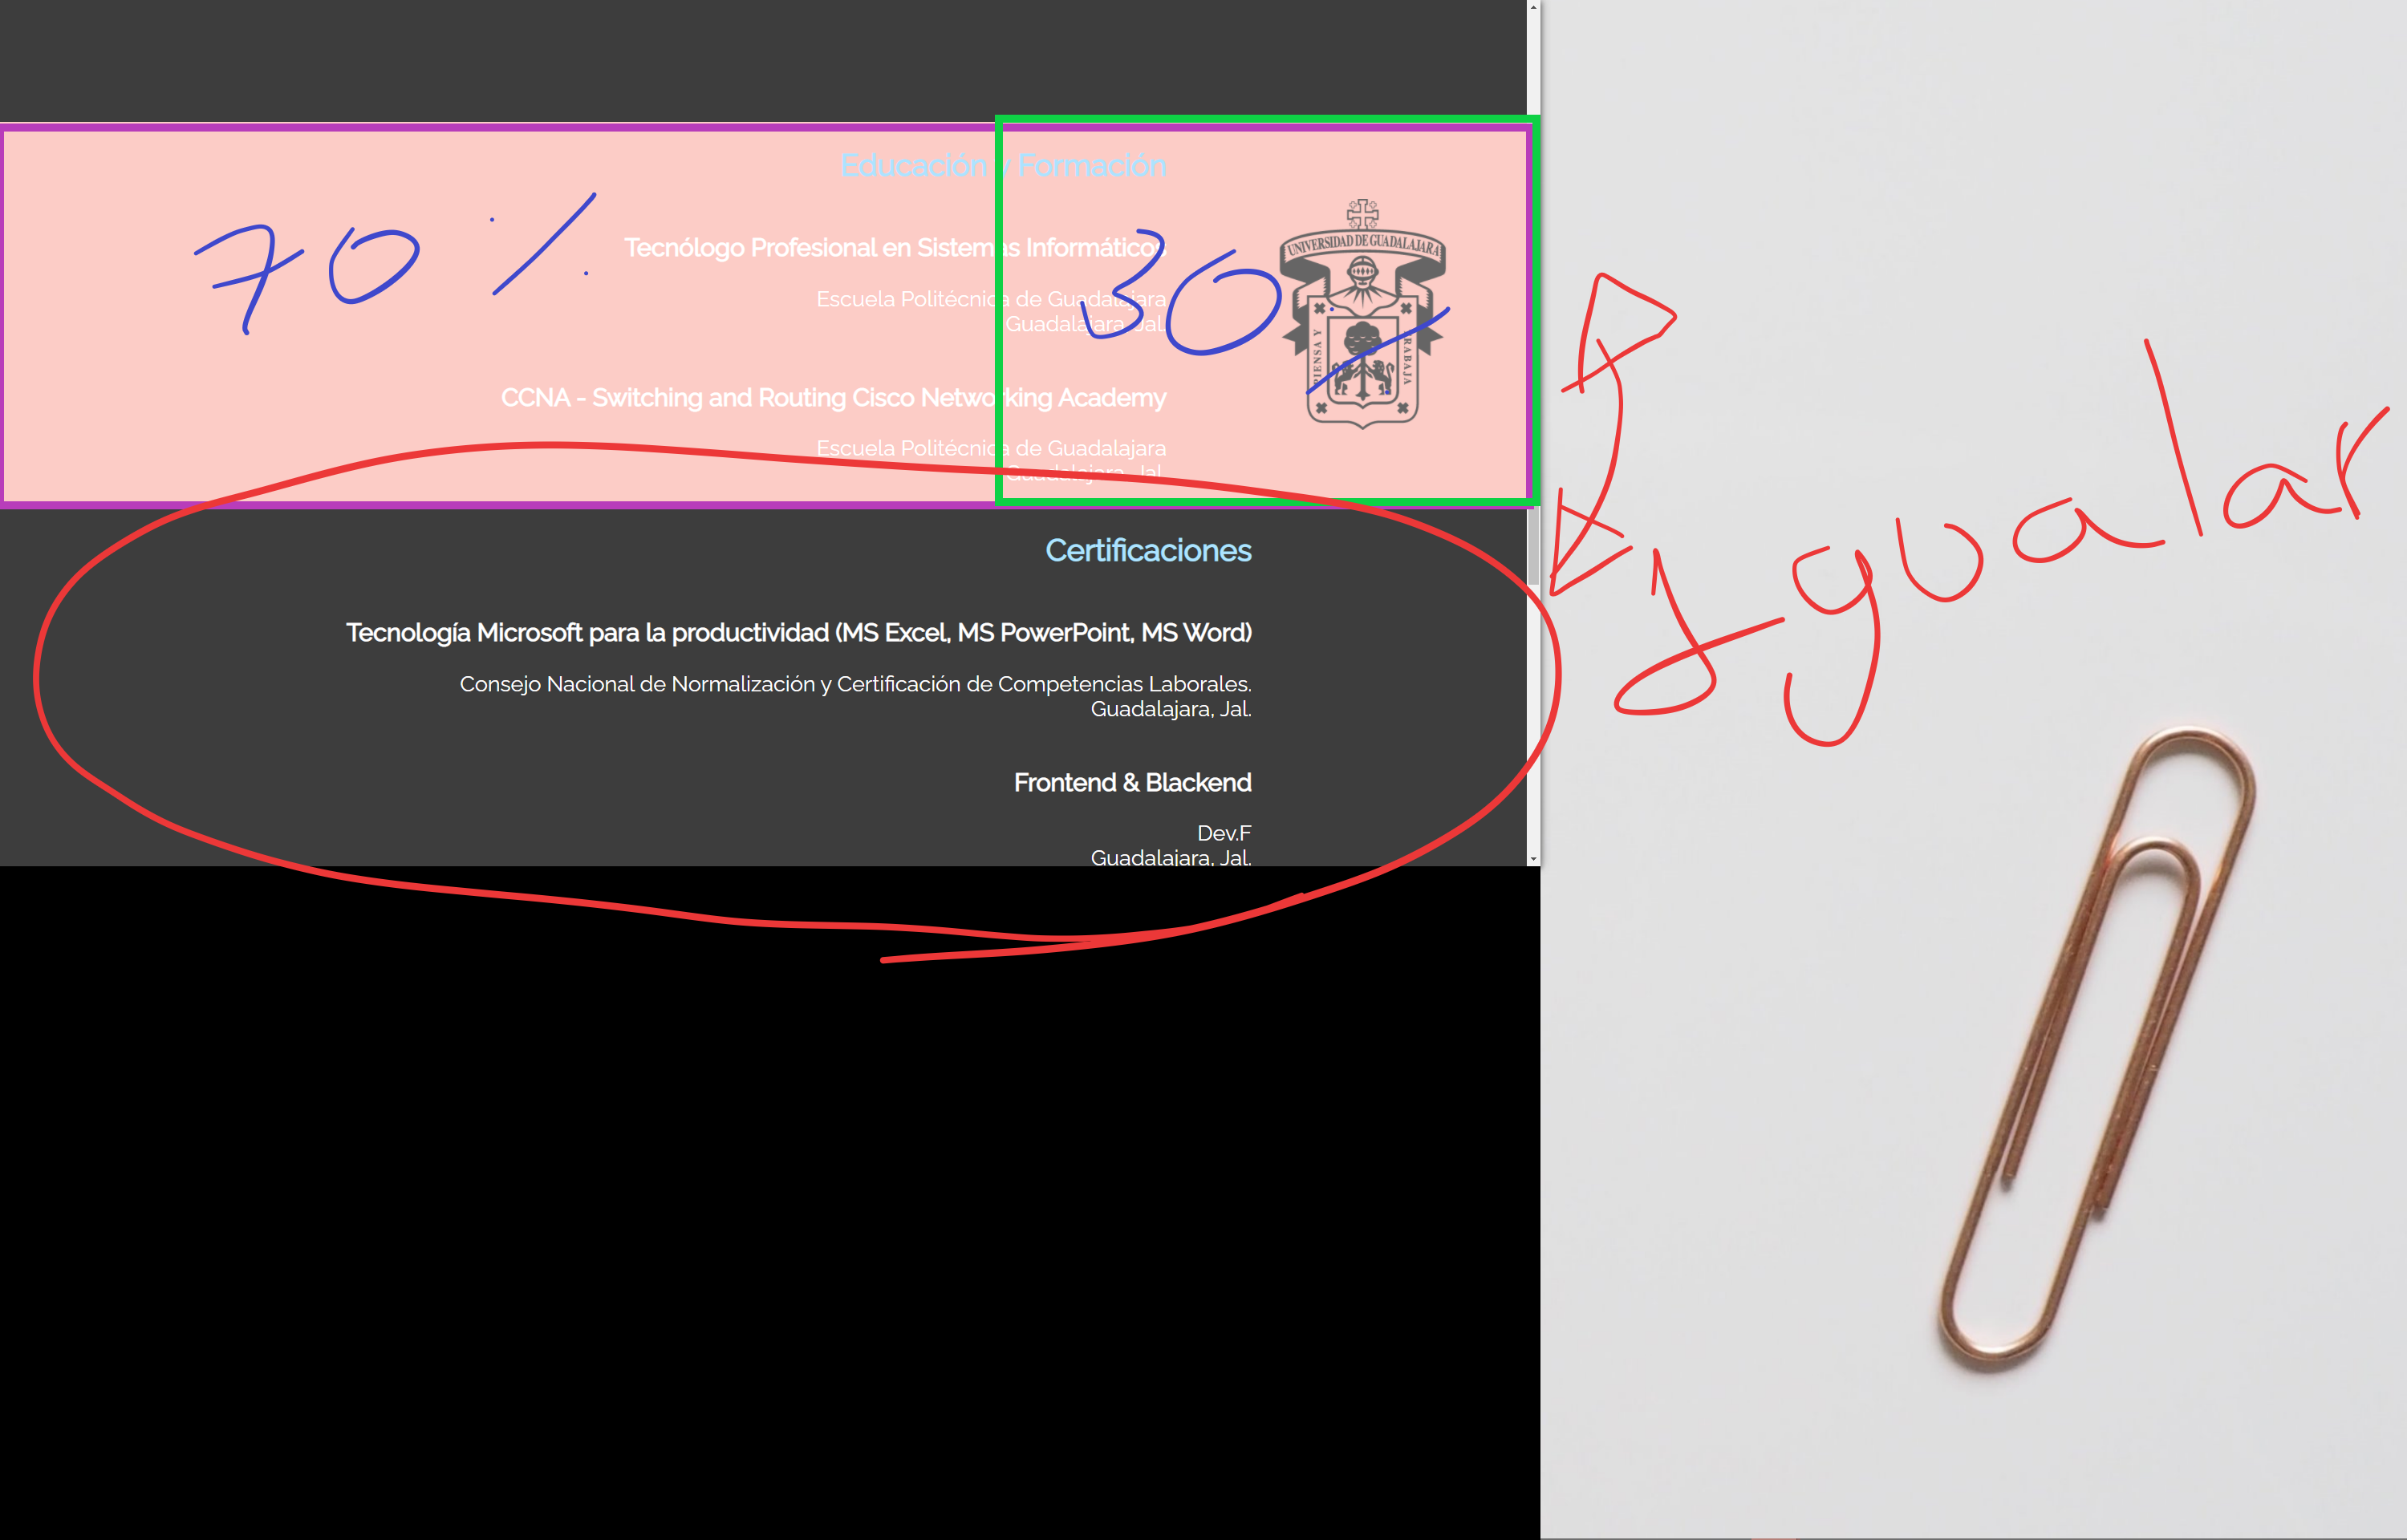 Educación y Formación
70 %
Tecnólogo Profesional en Sistemas Informáticos
30 %
UNIVERSIDAD DE GUADALAJARA
PIENSA Y TRABAJA
Escuela Politécnica de Guadalajara
Guadalajara, Jal.
CCNA - Switching and Routing Cisco Networking Academy
Escuela Politécnica de Guadalajara
Guadalajara, Jal.
Igualar
Certificaciones
Tecnología Microsoft para la productividad (MS Excel, MS PowerPoint, MS Word)
Consejo Nacional de Normalización y Certificación de Competencias Laborales.
Guadalajara, Jal.
Frontend & Blackend
Dev.F
Guadalajara, Jal.